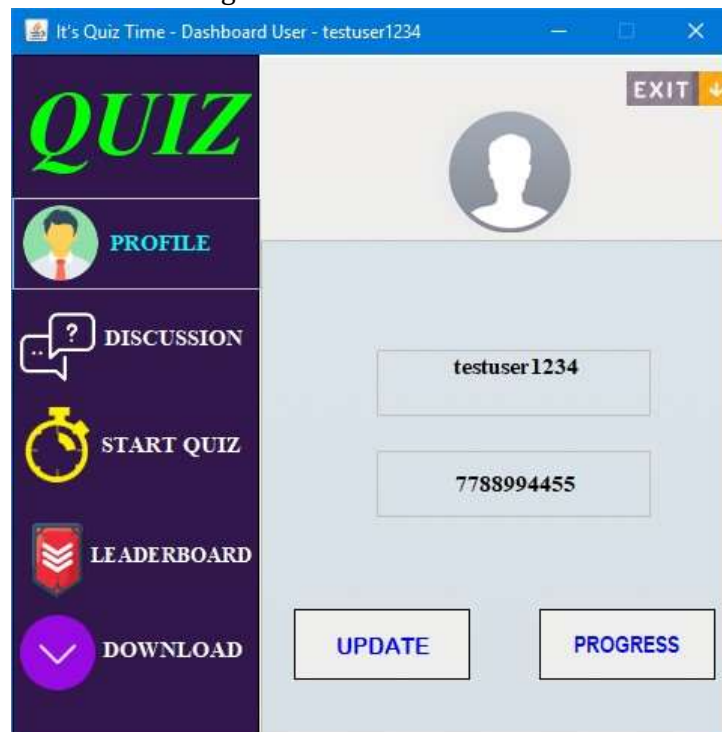 It's Quiz Time - Dashboard User - testuser1234
EXIT
QUIZ
PROFILE
DISCUSSION
START QUIZ
LEADERBOARD
DOWNLOAD
testuser1234
7788994455
UPDATE
PROGRESS